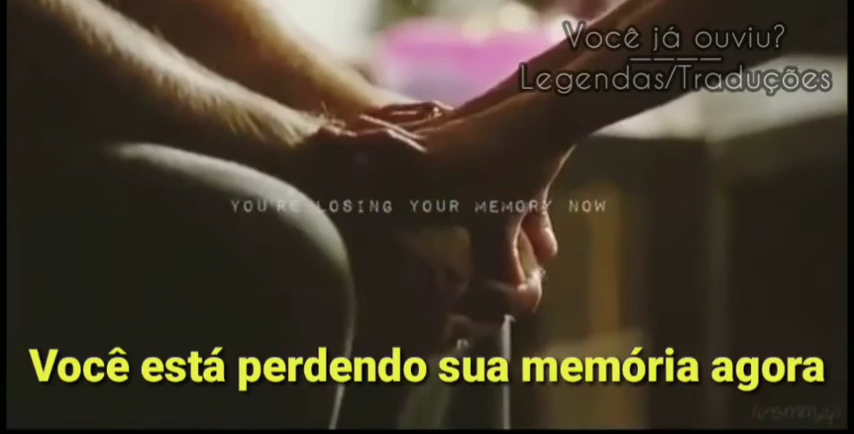 Você já ouviu?
Legendas/Traduções
YOU'RE LOSING YOUR MEMORY NOW
Você está perdendo sua memória agora